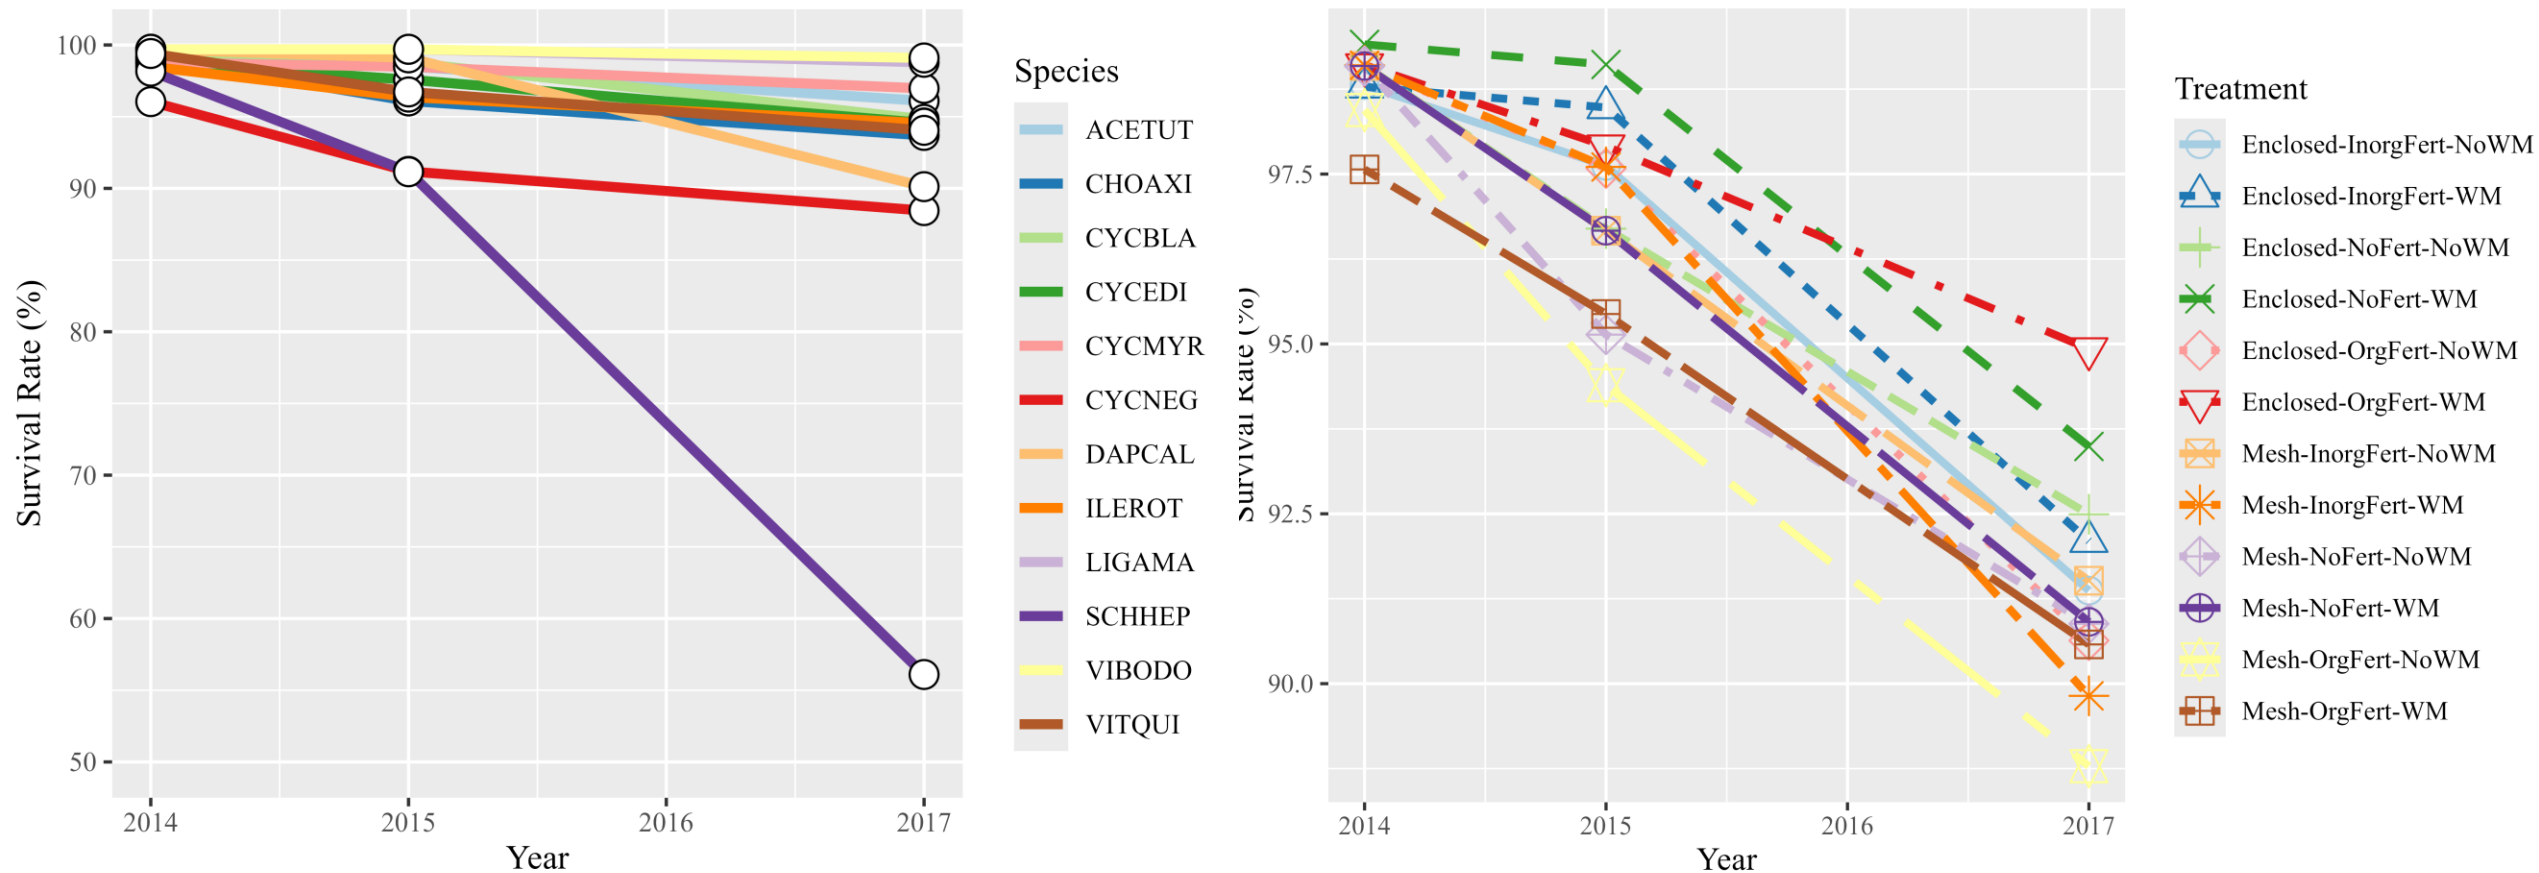 100
90
80
70
60
50
Survival Rate (%)
2014 2015 2016 2017
Year
Species
ACETUT
CHOAXI
CYCBLA
CYCEDI
CYCMYR
CYCNEG
DAPCAL
ILEROT
LIGAMA
SCHHEP
VIBODO
VITQUI
97.5
95.0
92.5
90.0
Survival Rate (%)
2014 2015 2016 2017
Year
Treatment
Enclosed-InorgFert-NoWM
Enclosed-InorgFert-WM
Enclosed-NoFert-NoWM
Enclosed-NoFert-WM
Enclosed-OrgFert-NoWM
Enclosed-OrgFert-WM
Mesh-InorgFert-NoWM
Mesh-InorgFert-WM
Mesh-NoFert-NoWM
Mesh-NoFert-WM
Mesh-OrgFert-NoWM
Mesh-OrgFert-WM